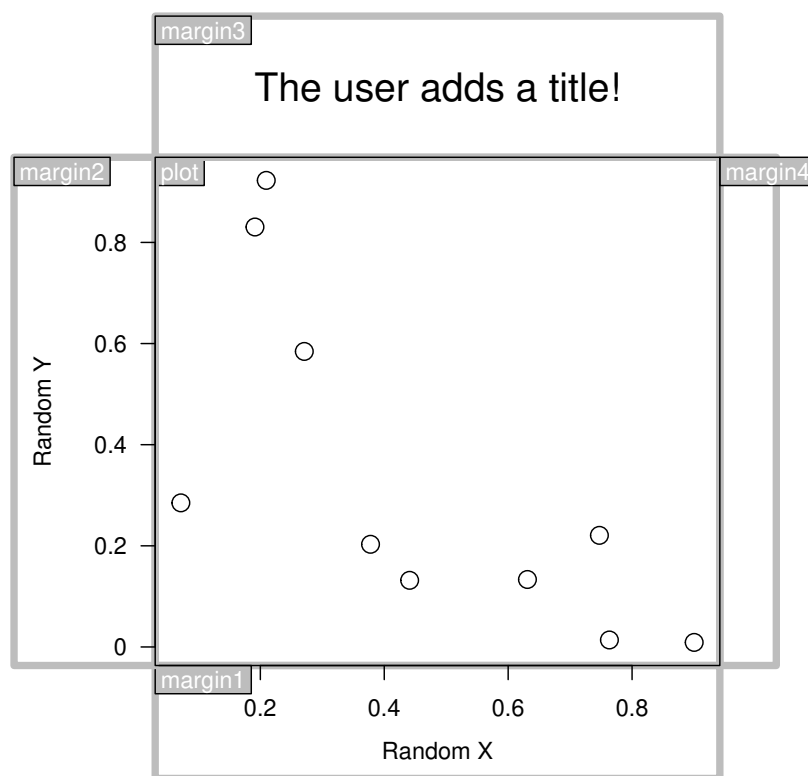 margin3
The user adds a title!
margin2
plot
margin4
0.8
0.6
0.4
0.2
0
Random Y
margin1
0.2
0.4
0.6
0.8
Random X